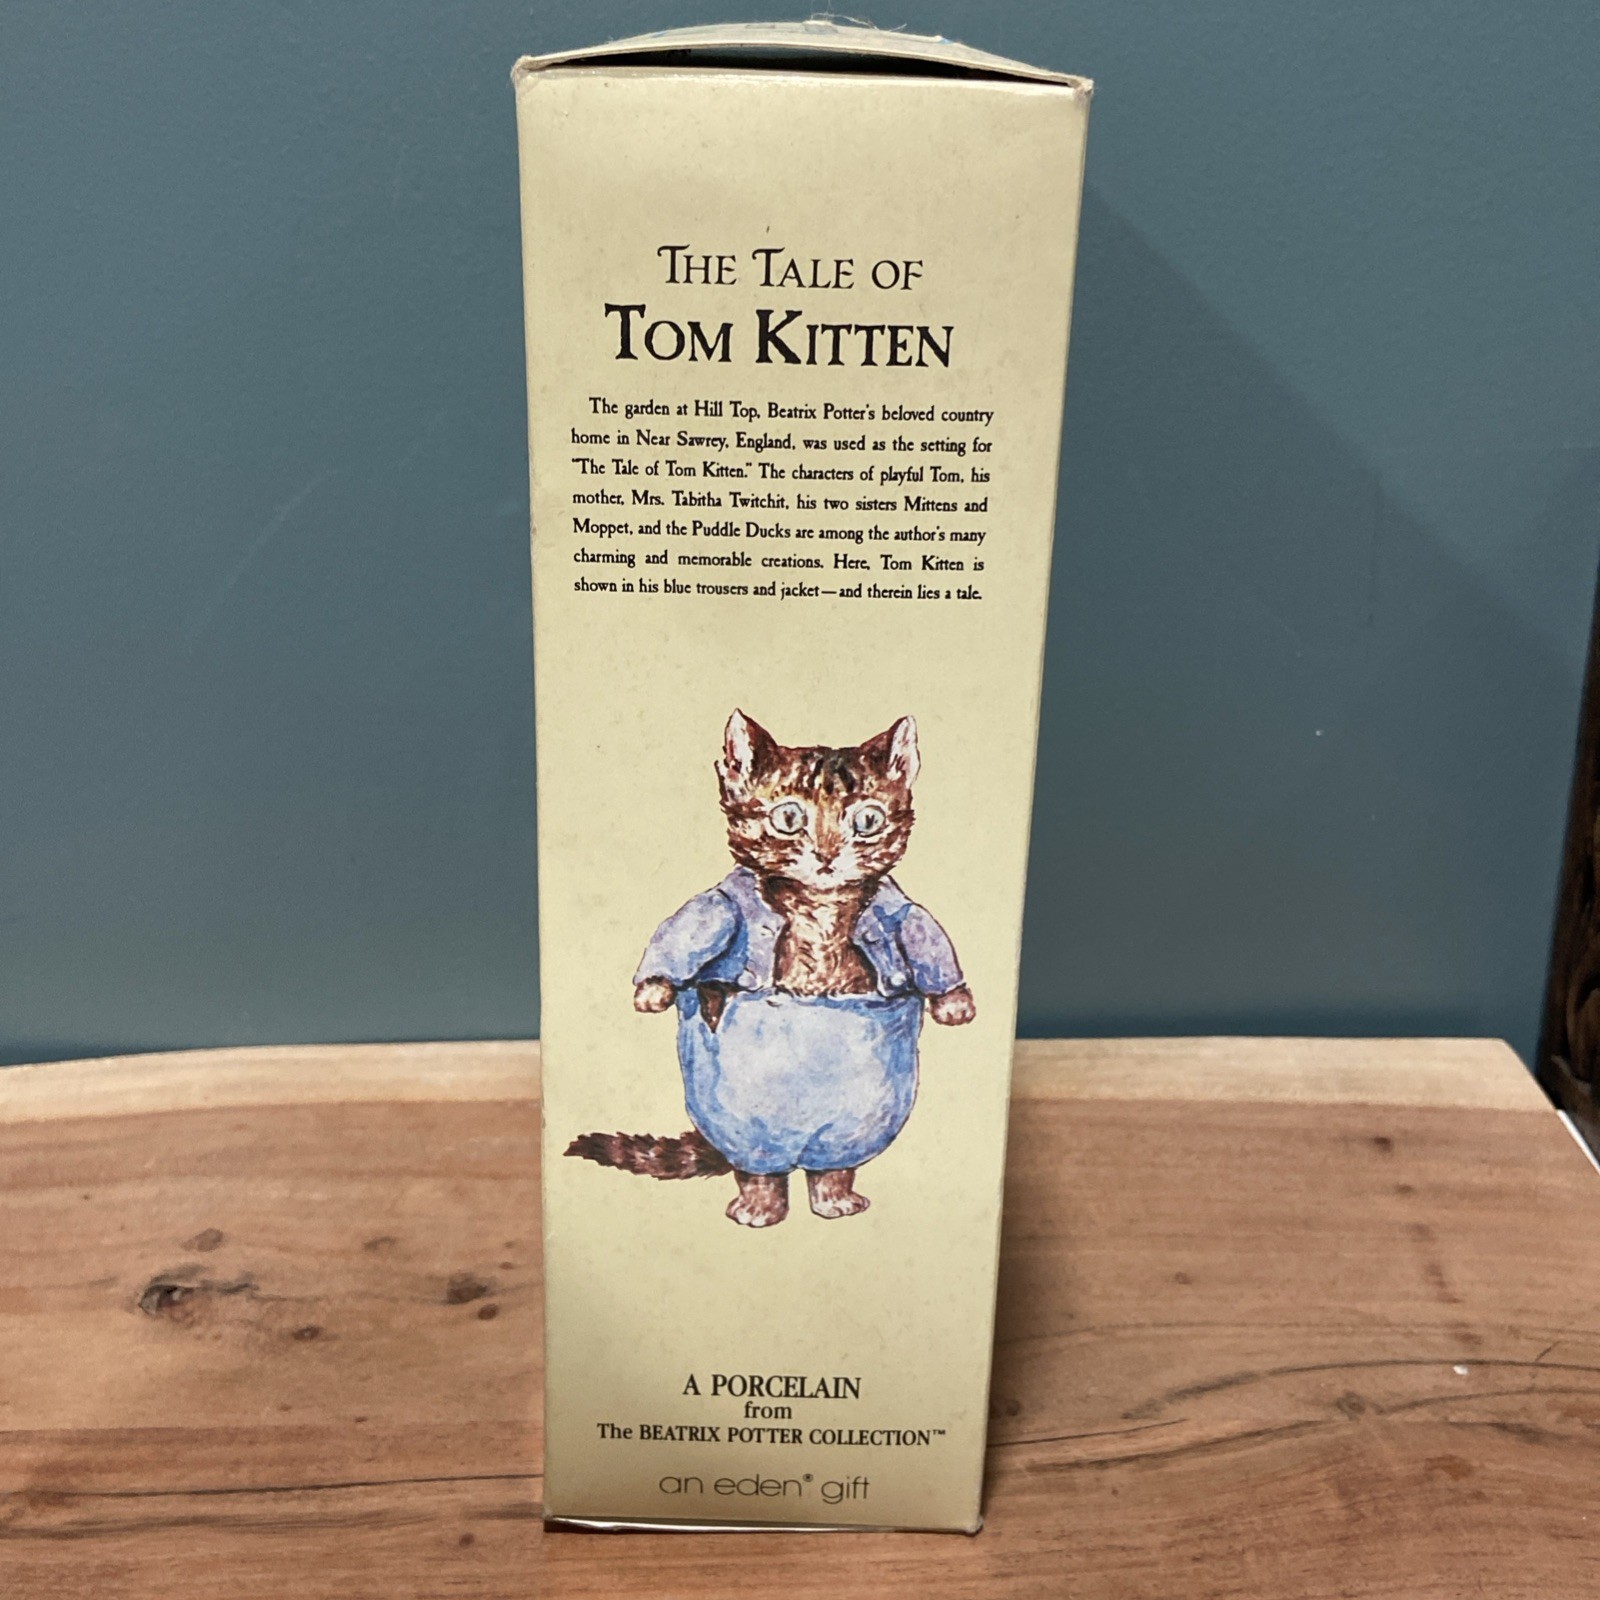 THE TALE OF
TOM KITTEN
The garden at Hill Top, Beatrix Potter's beloved country
home in Near Sawrey, England, was used as the setting for
"The Tale of Tom Kitten." The characters of playful Tom, his
mother, Mrs. Tabitha Twitchit, his two sisters Mittens and
Moppet, and the Puddle Ducks are among the author's many
charming and memorable creations. Here, Tom Kitten is
shown in his blue trousers and jacket—and therein lies a tale.
A PORCELAIN
from
The BEATRIX POTTER COLLECTION™
an eden® gift